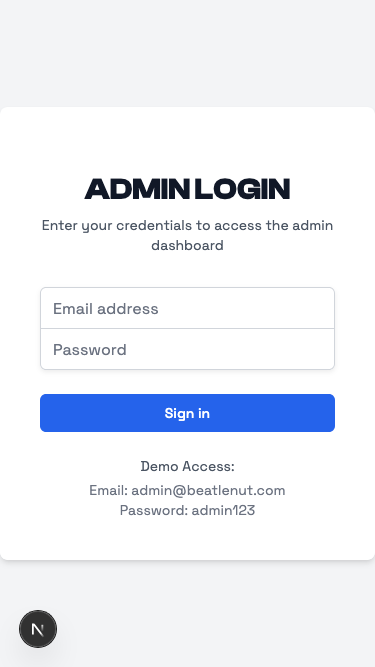 ADMIN LOGIN
Enter your credentials to access the admin
dashboard
Email address
Password
Sign in
Demo Access:
Email: admin@beatlenut.com
Password: admin123
N